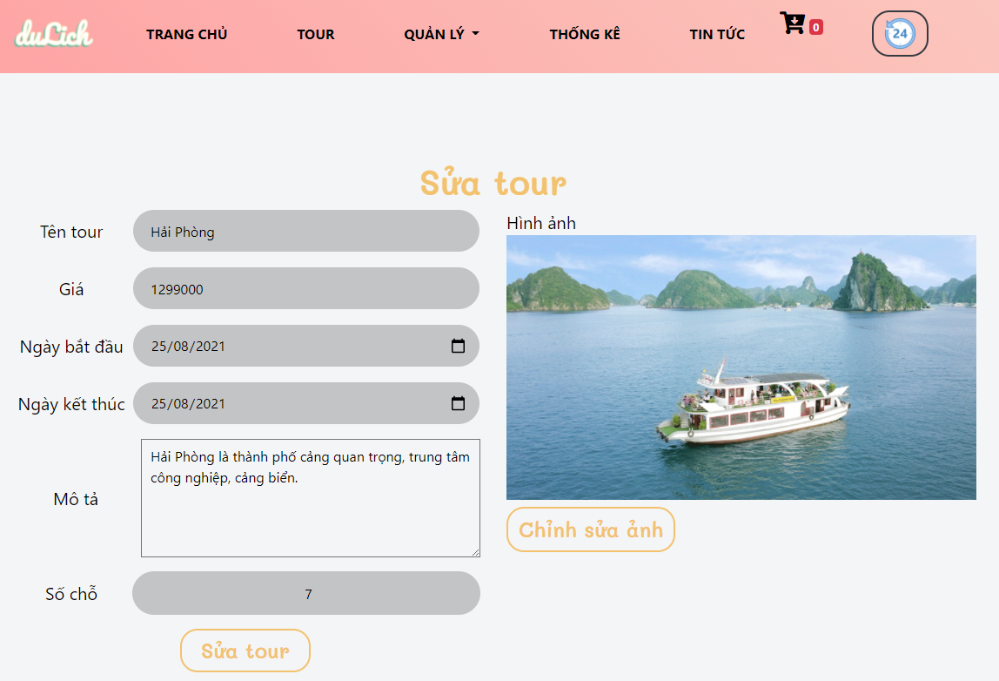 duLich
TRANG CHỦ
TOUR
QUẢN LÝ
THỐNG KÊ
TIN TỨC
0
24
Sửa tour
Tên tour
Hải Phòng
Giá
1299000
Ngày bắt đầu
25/08/2021
Ngày kết thúc
25/08/2021
Mô tả
Hải Phòng là thành phố cảng quan trọng, trung tâm
công nghiệp, cảng biển.
Số chỗ
7
Sửa tour
Hình ảnh
Chỉnh sửa ảnh